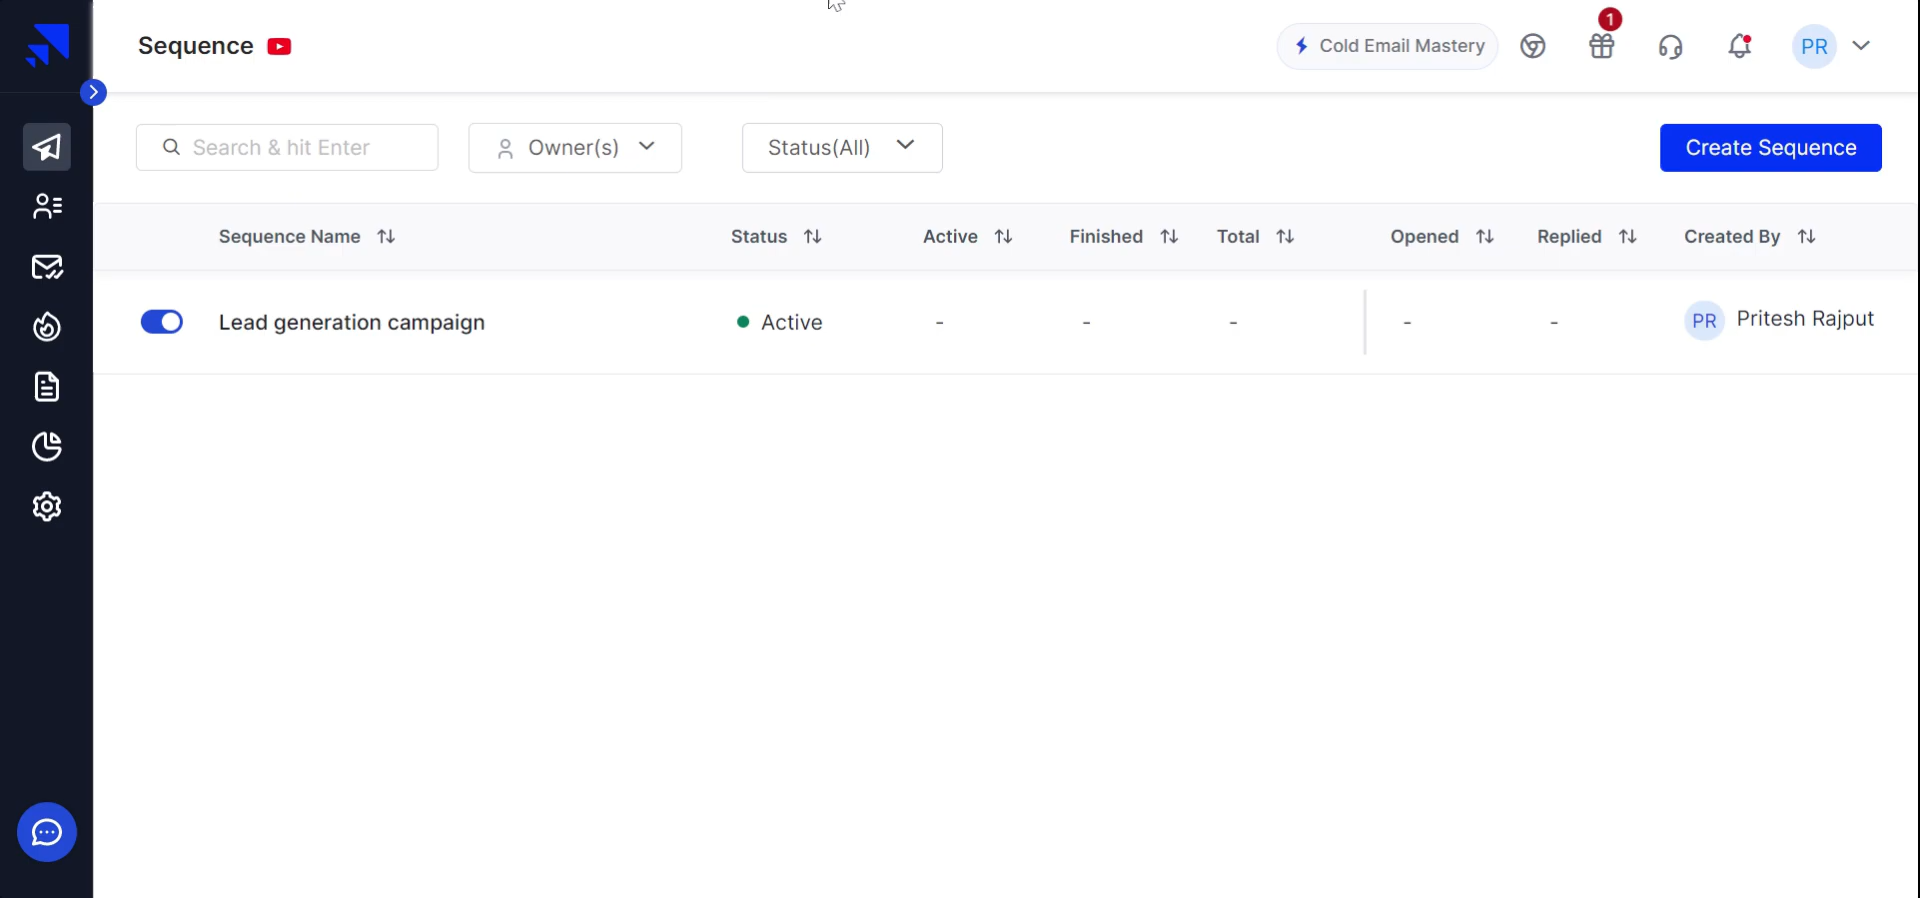 Sequence
Cold Email Mastery
1
PR
Search & hit Enter
Owner(s)
Status(All)
Create Sequence
Sequence Name Status Active Finished Total Opened Replied Created By
Lead generation campaign Active - - - - - PR Pritesh Rajput